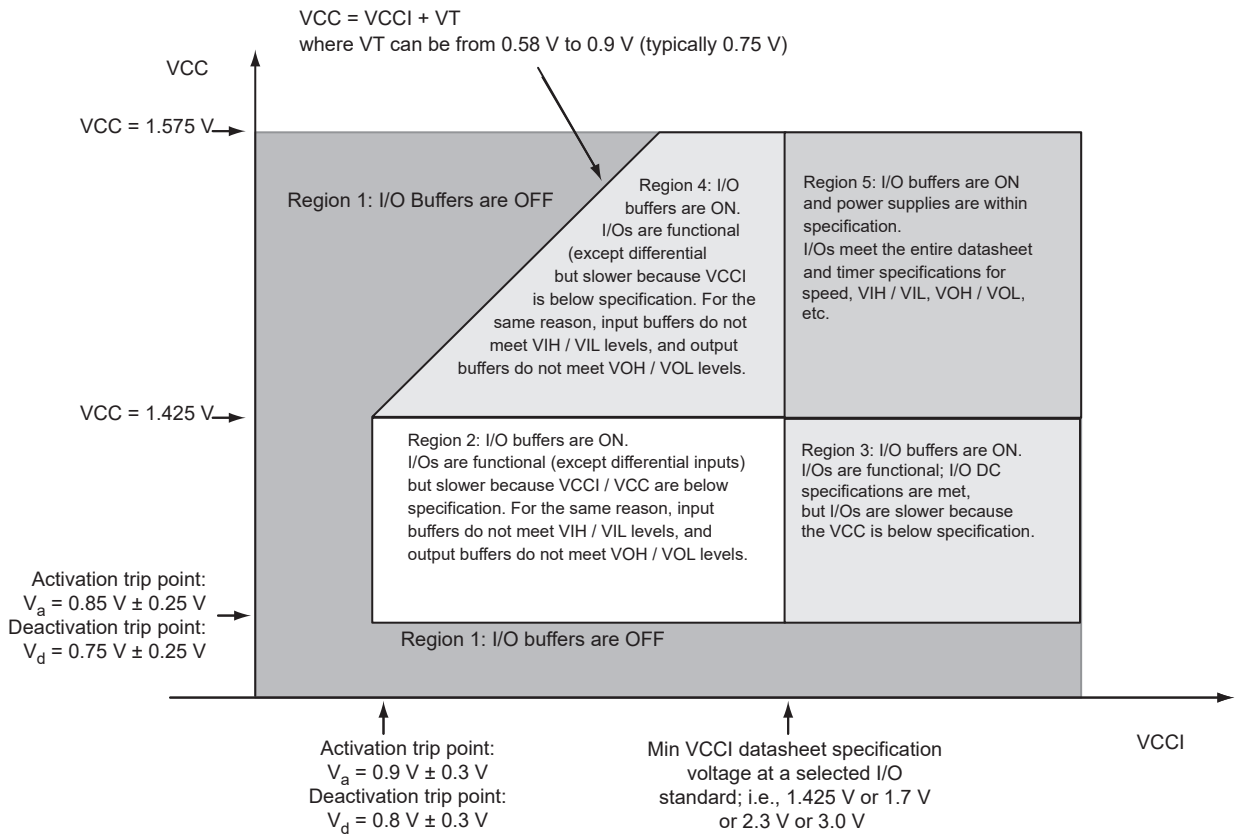 VCC = VCCI + VT
where VT can be from 0.58 V to 0.9 V (typically 0.75 V)
VCC
VCC = 1.575 V
Region 1: I/O Buffers are OFF
Region 4: I/O
buffers are ON.
I/Os are functional
(except differential
but slower because VCCI
is below specification. For the
same reason, input buffers do not
meet VIH / VIL levels, and output
buffers do not meet VOH / VOL levels.
Region 5: I/O buffers are ON
and power supplies are within
specification.
I/Os meet the entire datasheet
and timer specifications for
speed, VIH / VIL, VOH / VOL,
etc.
VCC = 1.425 V
Region 2: I/O buffers are ON.
I/Os are functional (except differential inputs)
but slower because VCCI / VCC are below
specification. For the same reason, input
buffers do not meet VIH / VIL levels, and
output buffers do not meet VOH / VOL levels.
Region 3: I/O buffers are ON.
I/Os are functional; I/O DC
specifications are met,
but I/Os are slower because
the VCC is below specification.
Activation trip point:
Va = 0.85 V ± 0.25 V
Deactivation trip point:
Vd = 0.75 V ± 0.25 V
Region 1: I/O buffers are OFF
Activation trip point:
Va = 0.9 V ± 0.3 V
Deactivation trip point:
Vd = 0.8 V ± 0.3 V
Min VCCI datasheet specification
voltage at a selected I/O
standard; i.e., 1.425 V or 1.7 V
or 2.3 V or 3.0 V
VCCI